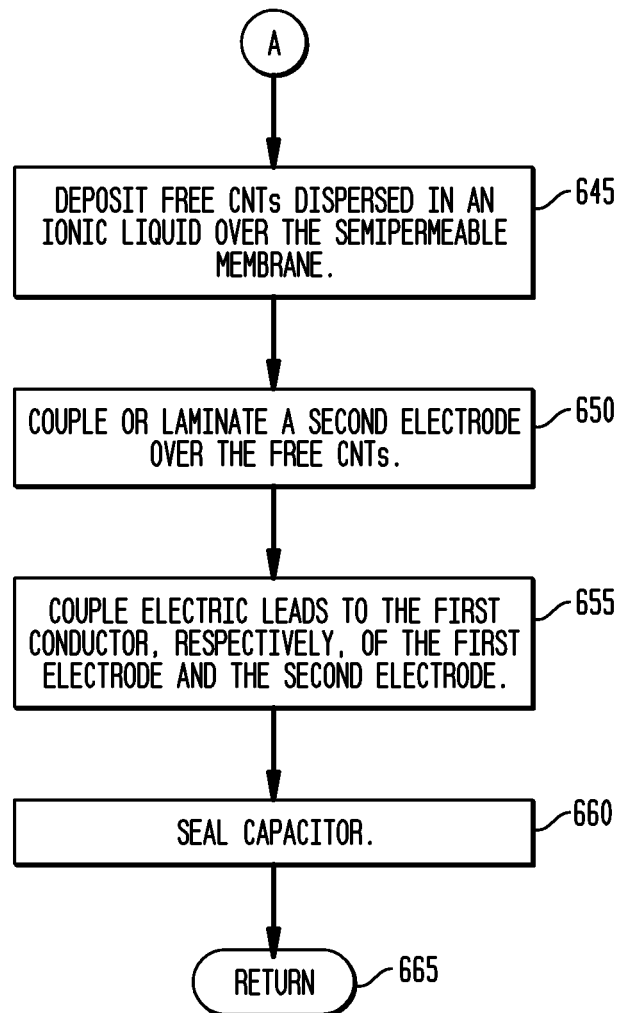 A
DEPOSIT FREE CNTs DISPERSED IN AN
IONIC LIQUID OVER THE SEMIPERMEABLE
MEMBRANE.
645
COUPLE OR LAMINATE A SECOND ELECTRODE
OVER THE FREE CNTs.
650
COUPLE ELECTRIC LEADS TO THE FIRST
CONDUCTOR, RESPECTIVELY, OF THE FIRST
ELECTRODE AND THE SECOND ELECTRODE.
655
SEAL CAPACITOR.
660
RETURN
665